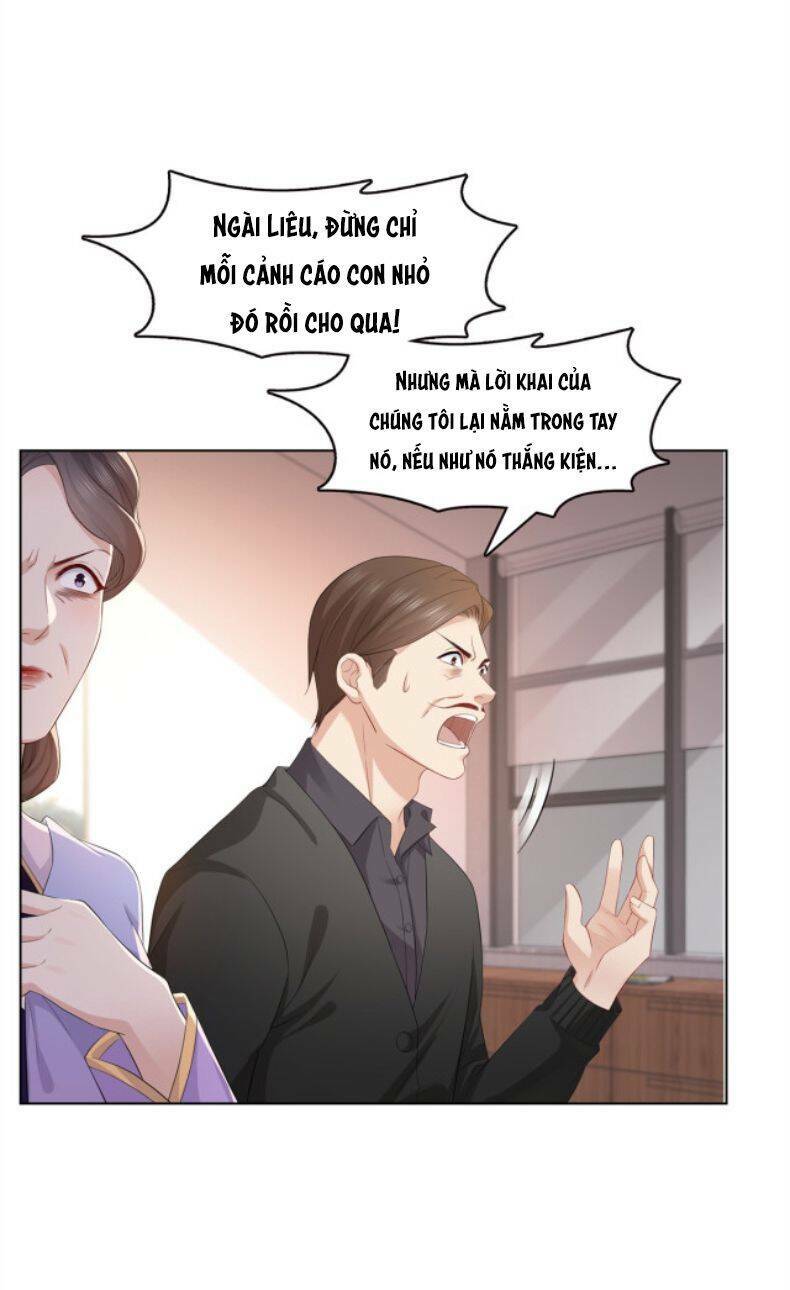 NGÀI LIÊU, ĐỪNG CHỈ
MỖI CẢNH CÁO CON NHỎ
ĐÓ RỒI CHO QUA!
NHƯNG MÀ LỜI KHAI CỦA
CHÚNG TÔI LẠI NẰM TRONG TAY
NÓ, NẾU NHƯ NÓ THẮNG KIỆN...